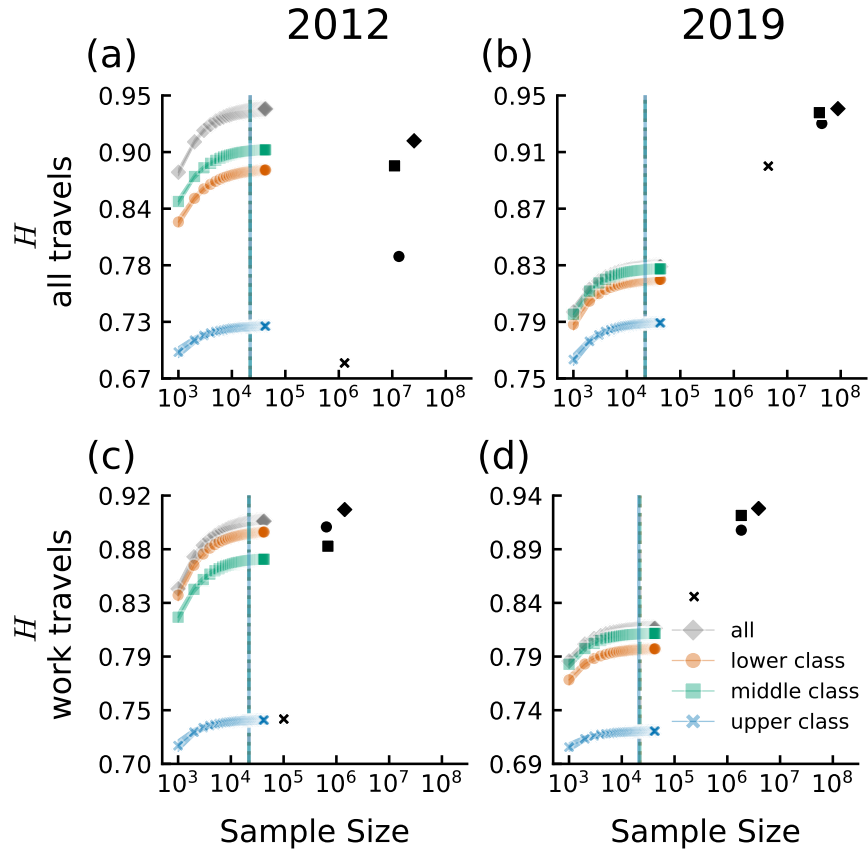 2012 2019
(a) (b)
H
all travels
0.95
0.90
0.84
0.78
0.73
0.67
10³ 10⁴ 10⁵ 10⁶ 10⁷ 10⁸
0.95
0.91
0.87
0.83
0.79
0.75
10³ 10⁴ 10⁵ 10⁶ 10⁷ 10⁸
(c) (d)
H
work travels
0.92
0.88
0.83
0.79
0.75
0.70
10³ 10⁴ 10⁵ 10⁶ 10⁷ 10⁸
Sample Size
0.94
0.89
0.84
0.79
0.74
0.69
10³ 10⁴ 10⁵ 10⁶ 10⁷ 10⁸
Sample Size
all
lower class
middle class
upper class